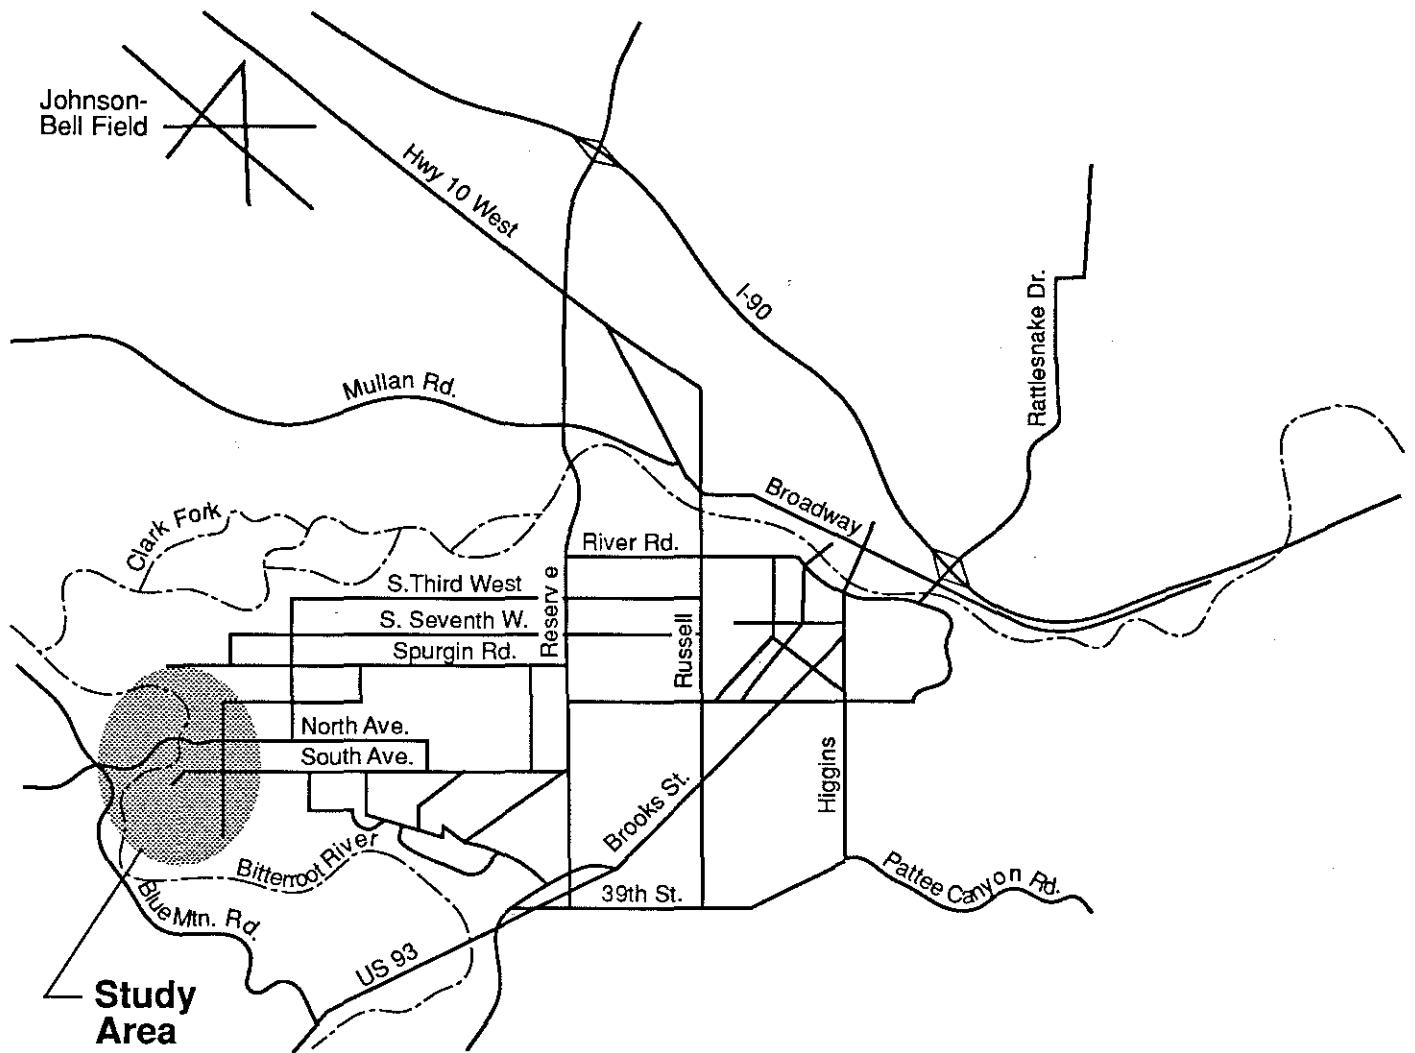 Johnson-
Bell Field
Hwy 10 West
I-90
Rattlesnake Dr.
Mullan Rd.
Broadway
Clark Fork
River Rd.
S. Third West
Reserve
S. Seventh W.
Russell
Spurgin Rd.
North Ave.
South Ave.
Higgins
Brooks St.
Bitterroot River
Pattee Canyon Rd.
39th St.
Blue Mtn. Rd.
US 93
Study
Area